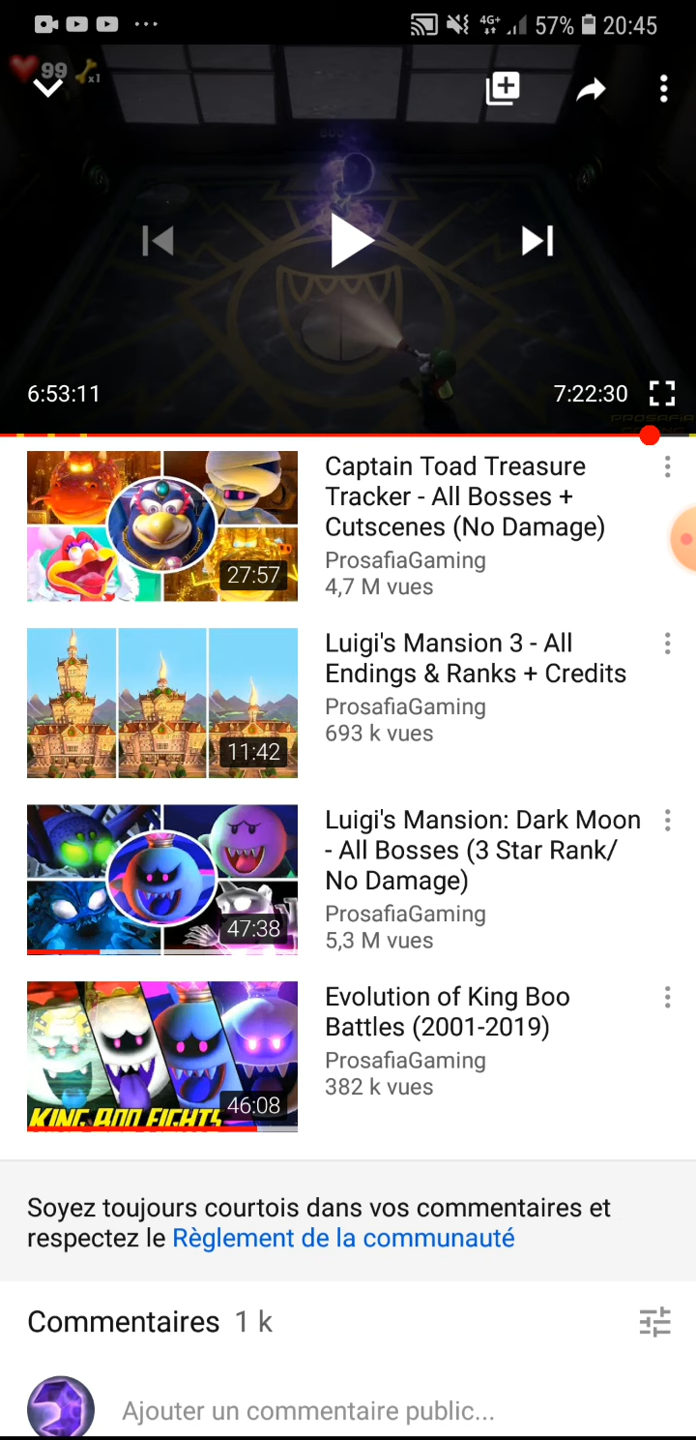 4G+ 57% 20:45
99 x1
6:53:11 7:22:30
PROSAFIA
Captain Toad Treasure
Tracker - All Bosses +
Cutscenes (No Damage)
ProsafiaGaming
4,7 M vues
27:57
Luigi's Mansion 3 - All
Endings & Ranks + Credits
ProsafiaGaming
693 k vues
11:42
Luigi's Mansion: Dark Moon
- All Bosses (3 Star Rank/
No Damage)
ProsafiaGaming
5,3 M vues
47:38
Evolution of King Boo
Battles (2001-2019)
ProsafiaGaming
382 k vues
KING BOO FIGHTS
46:08
Soyez toujours courtois dans vos commentaires et
respectez le Règlement de la communauté
Commentaires 1 k
Ajouter un commentaire public...